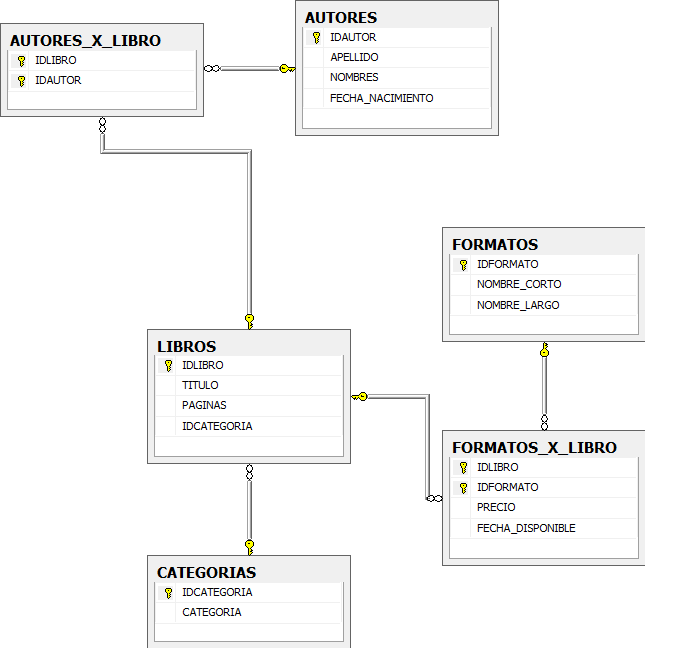 AUTORES_X_LIBRO
IDLIBRO
IDAUTOR
AUTORES
IDAUTOR
APELLIDO
NOMBRES
FECHA_NACIMIENTO
FORMATOS
IDFORMATO
NOMBRE_CORTO
NOMBRE_LARGO
LIBROS
IDLIBRO
TITULO
PAGINAS
IDCATEGORIA
FORMATOS_X_LIBRO
IDLIBRO
IDFORMATO
PRECIO
FECHA_DISPONIBLE
CATEGORIAS
IDCATEGORIA
CATEGORIA